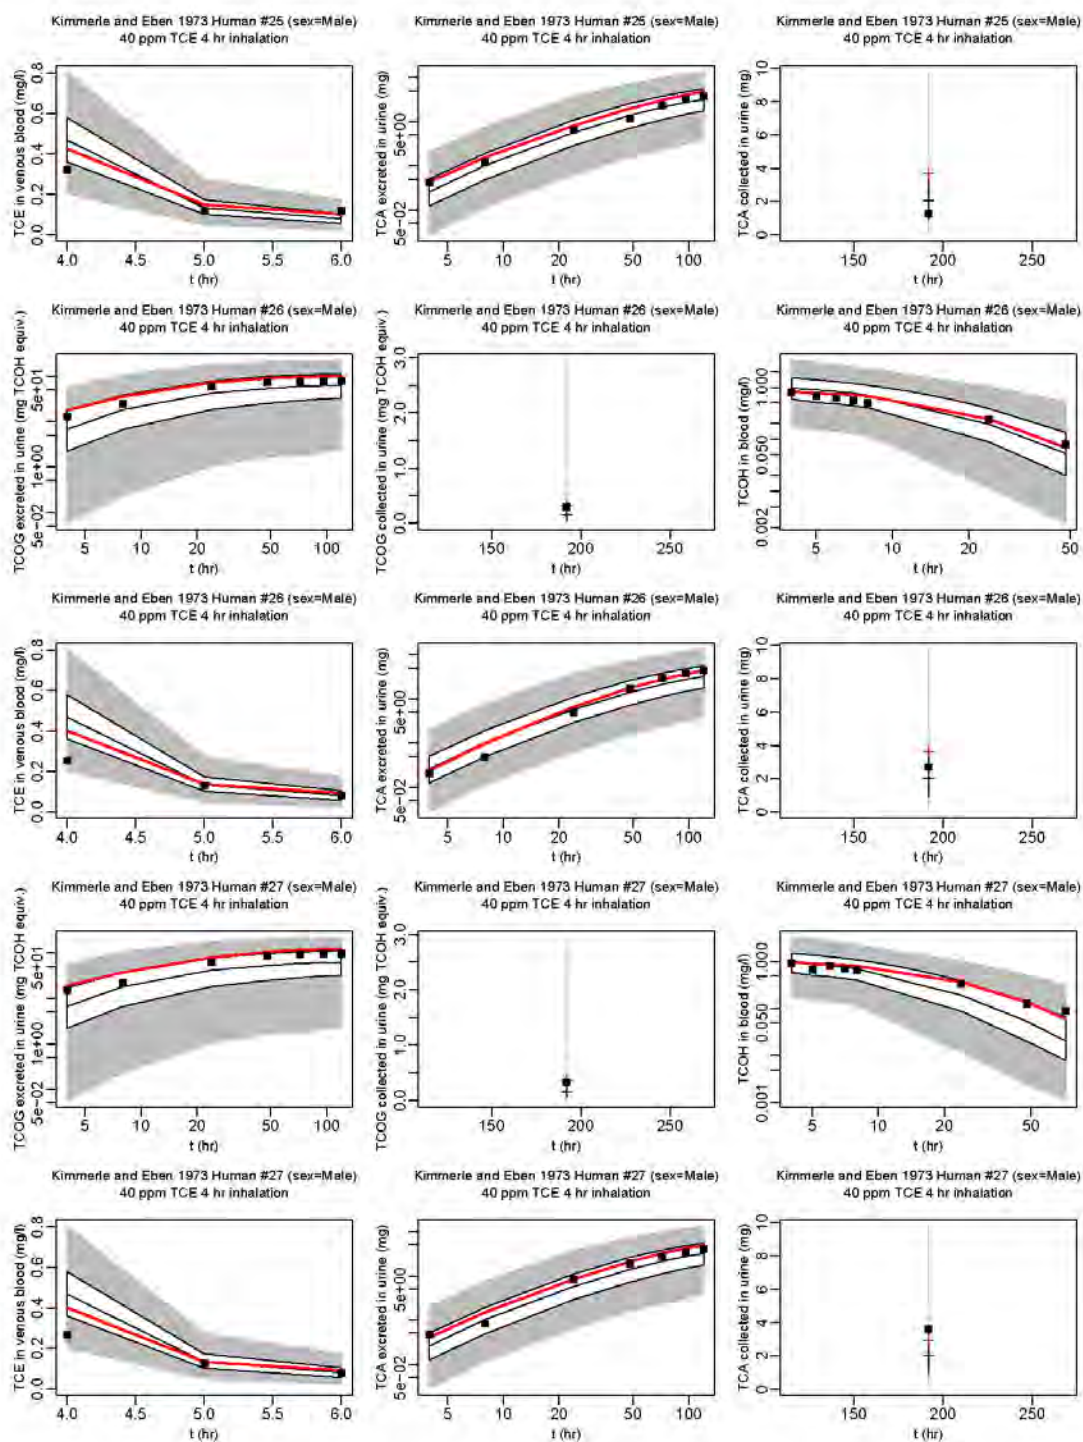 Kimmerle and Eben 1973 Human #25 (sex=Male)
40 ppm TCE 4 hr inhalation
TCE in venous blood (mg/l)
0.0 0.2 0.4 0.6 0.8
4.0 4.5 5.0 5.5 6.0
t (hr)
Kimmerle and Eben 1973 Human #25 (sex=Male)
40 ppm TCE 4 hr inhalation
TCA excreted in urine (mg)
5e-02 5e+00
5 10 20 50 100
t (hr)
Kimmerle and Eben 1973 Human #25 (sex=Male)
40 ppm TCE 4 hr inhalation
TCA collected in urine (mg)
0 2 4 6 8 10
150 200 250
t (hr)
Kimmerle and Eben 1973 Human #26 (sex=Male)
40 ppm TCE 4 hr inhalation
TCOG excreted in urine (mg TCOH equiv.)
5e-02 1e+00 5e+01
5 10 20 50 100
t (hr)
Kimmerle and Eben 1973 Human #26 (sex=Male)
40 ppm TCE 4 hr inhalation
TCOG collected in urine (mg TCOH equiv.)
0.0 1.0 2.0 3.0
150 200 250
t (hr)
Kimmerle and Eben 1973 Human #26 (sex=Male)
40 ppm TCE 4 hr inhalation
TCOH in blood (mg/l)
0.002 0.050 1.000
5 10 20 50
t (hr)
Kimmerle and Eben 1973 Human #26 (sex=Male)
40 ppm TCE 4 hr inhalation
TCE in venous blood (mg/l)
0.0 0.2 0.4 0.6 0.8
4.0 4.5 5.0 5.5 6.0
t (hr)
Kimmerle and Eben 1973 Human #26 (sex=Male)
40 ppm TCE 4 hr inhalation
TCA excreted in urine (mg)
5e-02 5e+00
5 10 20 50 100
t (hr)
Kimmerle and Eben 1973 Human #26 (sex=Male)
40 ppm TCE 4 hr inhalation
TCA collected in urine (mg)
0 2 4 6 8 10
150 200 250
t (hr)
Kimmerle and Eben 1973 Human #27 (sex=Male)
40 ppm TCE 4 hr inhalation
TCOG excreted in urine (mg TCOH equiv.)
5e-02 1e+00 5e+01
5 10 20 50 100
t (hr)
Kimmerle and Eben 1973 Human #27 (sex=Male)
40 ppm TCE 4 hr inhalation
TCOG collected in urine (mg TCOH equiv.)
0.0 1.0 2.0 3.0
150 200 250
t (hr)
Kimmerle and Eben 1973 Human #27 (sex=Male)
40 ppm TCE 4 hr inhalation
TCOH in blood (mg/l)
0.001 0.050 1.000
5 10 20 50
t (hr)
Kimmerle and Eben 1973 Human #27 (sex=Male)
40 ppm TCE 4 hr inhalation
TCE in venous blood (mg/l)
0.0 0.2 0.4 0.6 0.8
4.0 4.5 5.0 5.5 6.0
t (hr)
Kimmerle and Eben 1973 Human #27 (sex=Male)
40 ppm TCE 4 hr inhalation
TCA excreted in urine (mg)
5e-02 5e+00
5 10 20 50 100
t (hr)
Kimmerle and Eben 1973 Human #27 (sex=Male)
40 ppm TCE 4 hr inhalation
TCA collected in urine (mg)
0 2 4 6 8 10
150 200 250
t (hr)